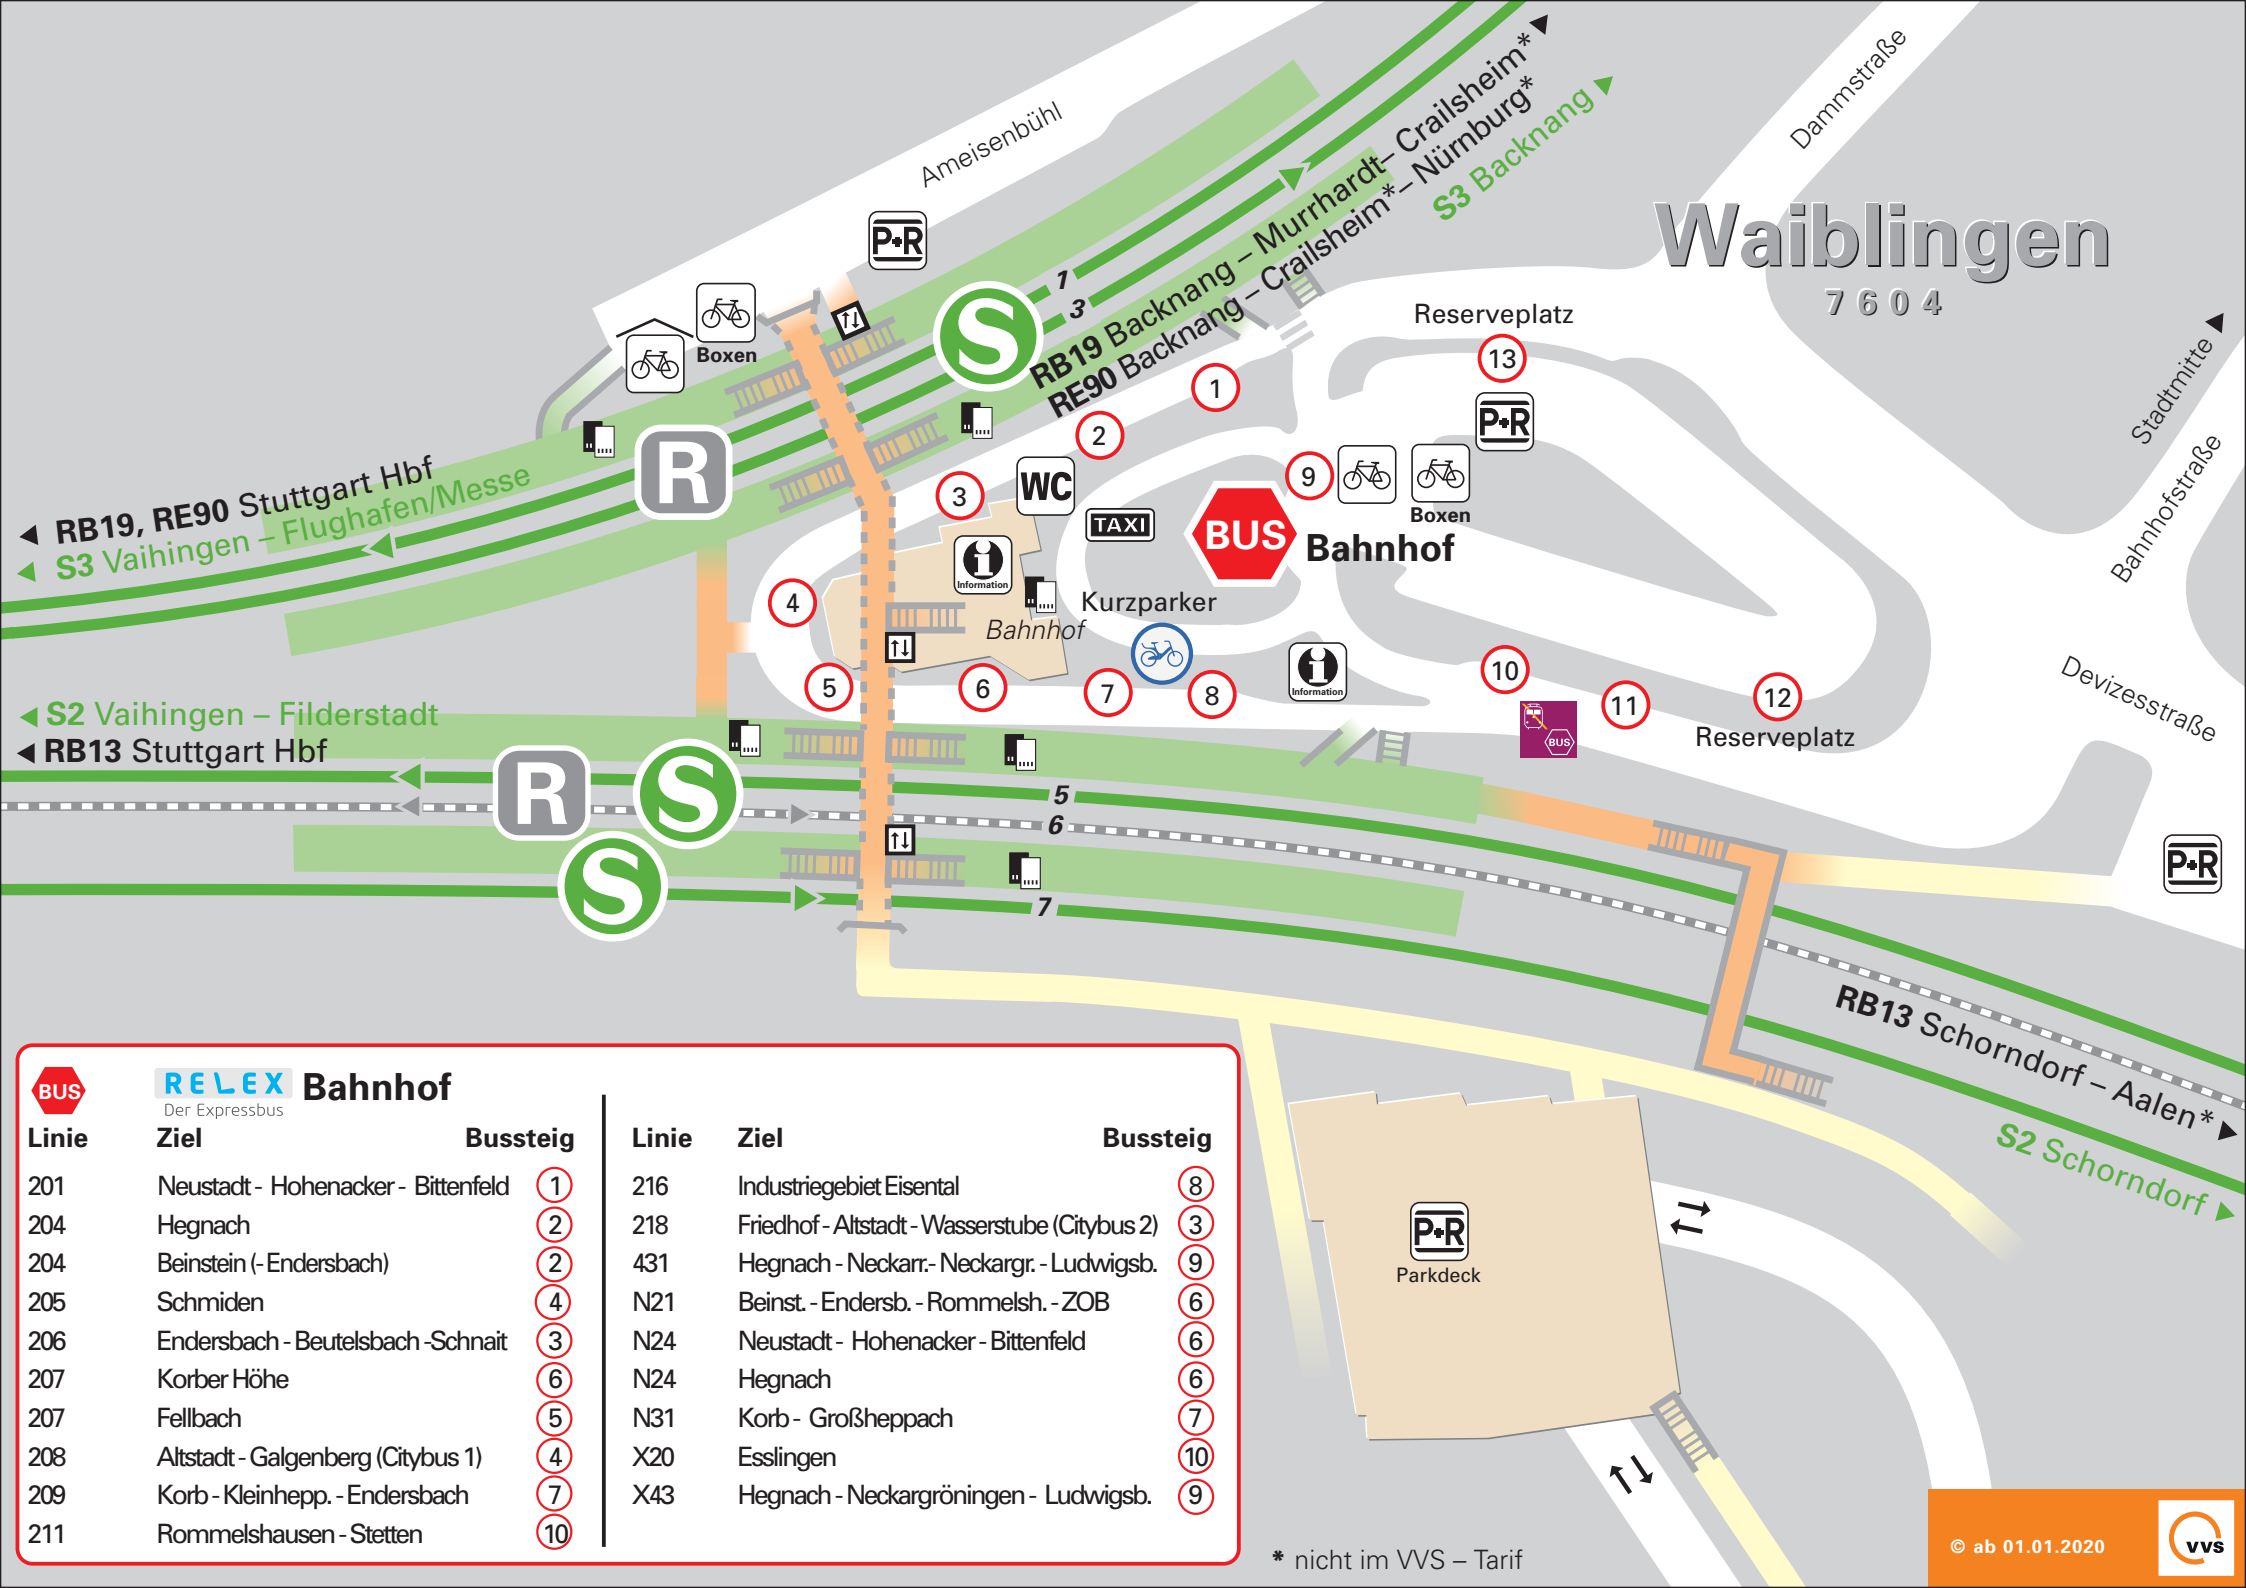 Ameisenbühl
Dammstraße
Waiblingen
7604
Stadtmitte
Bahnhofstraße
Devizesstraße
RB19 Backnang – Murrhardt – Crailsheim*
RE90 Backnang – Crailsheim* – Nürnburg*
S3 Backnang
P+R
Boxen
S
1
3
R
RB19, RE90 Stuttgart Hbf
S3 Vaihingen – Flughafen/Messe
Reserveplatz
13
P+R
1
2
3
WC
TAXI
9
Boxen
BUS Bahnhof
Information
4
Kurzparker
Bahnhof
5
6
7
8
Information
10
11
12
Reserveplatz
BUS
S2 Vaihingen – Filderstadt
RB13 Stuttgart Hbf
R
S
S
5
6
7
P+R
RB13 Schorndorf – Aalen*
S2 Schorndorf
P+R
Parkdeck
BUS RELEX Bahnhof
Der Expressbus
Linie Ziel Bussteig
201 Neustadt - Hohenacker - Bittenfeld 1
204 Hegnach 2
204 Beinstein (- Endersbach) 2
205 Schmiden 4
206 Endersbach - Beutelsbach -Schnait 3
207 Korber Höhe 6
207 Fellbach 5
208 Altstadt - Galgenberg (Citybus 1) 4
209 Korb - Kleinhepp. - Endersbach 7
211 Rommelshausen - Stetten 10
Linie Ziel Bussteig
216 Industriegebiet Eisental 8
218 Friedhof - Altstadt - Wasserstube (Citybus 2) 3
431 Hegnach - Neckarr.- Neckargr. - Ludwigsb. 9
N21 Beinst. - Endersb. - Rommelsh. - ZOB 6
N24 Neustadt - Hohenacker - Bittenfeld 6
N24 Hegnach 6
N31 Korb - Großheppach 7
X20 Esslingen 10
X43 Hegnach - Neckargröningen - Ludwigsb. 9
* nicht im VVS – Tarif
© ab 01.01.2020
VVS